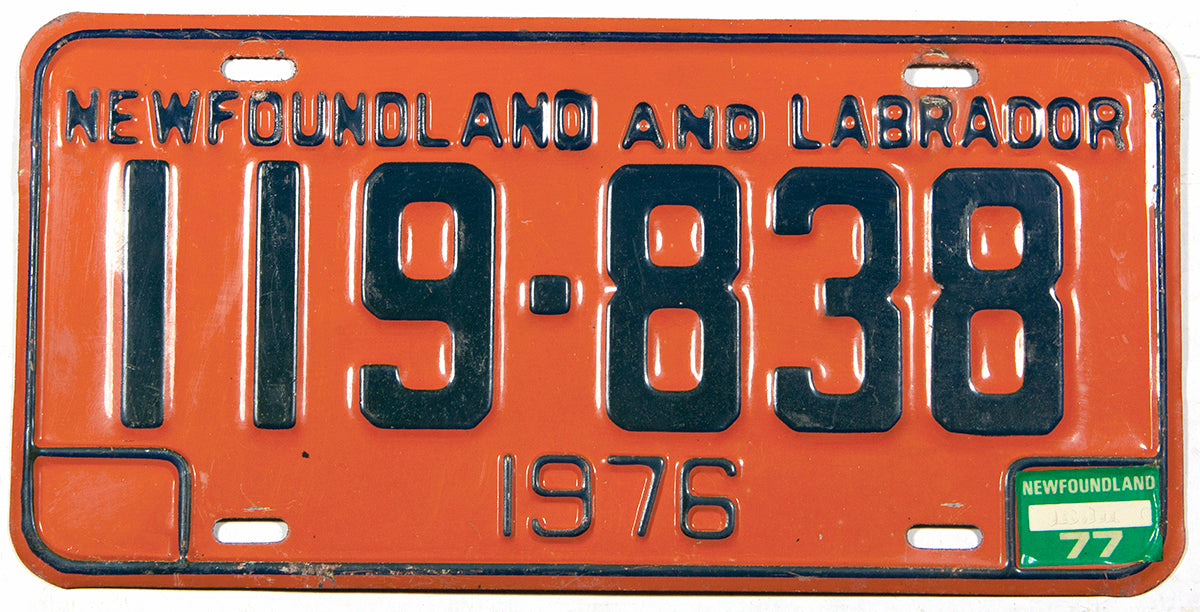 NEWFOUNDLAND AND LABRADOR
119-838
1976
NEWFOUNDLAND
77